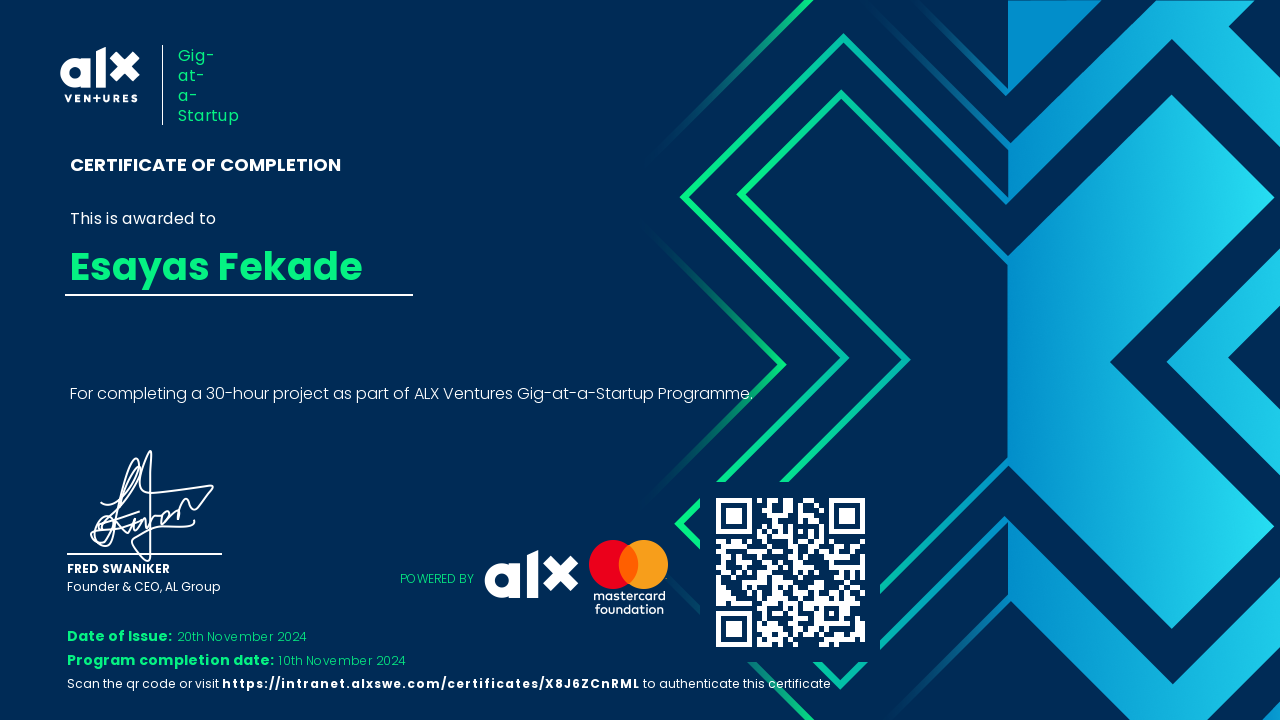 alx
VENTURES
Gig-
at-
a-
Startup
CERTIFICATE OF COMPLETION
This is awarded to
Esayas Fekade
For completing a 30-hour project as part of ALX Ventures Gig-at-a-Startup Programme.
FRED SWANIKER
Founder & CEO, AL Group
POWERED BY alx
mastercard
foundation
Date of Issue: 20th November 2024
Program completion date: 10th November 2024
Scan the qr code or visit https://intranet.alxswe.com/certificates/X8J6ZCnRML to authenticate this certificate